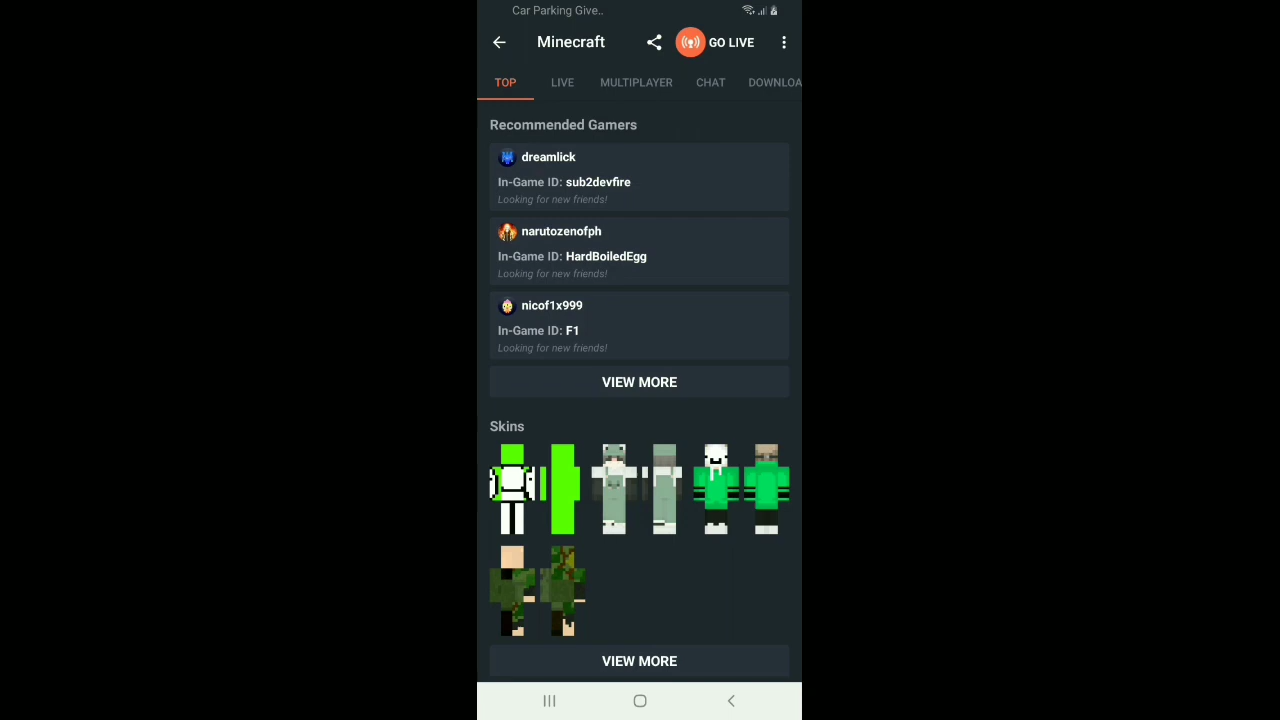 Car Parking Give..
Minecraft GO LIVE
TOP LIVE MULTIPLAYER CHAT DOWNLOA
Recommended Gamers
dreamlick
In-Game ID: sub2devfire
Looking for new friends!
narutozenofph
In-Game ID: HardBoiledEgg
Looking for new friends!
nicof1x999
In-Game ID: F1
Looking for new friends!
VIEW MORE
Skins
VIEW MORE